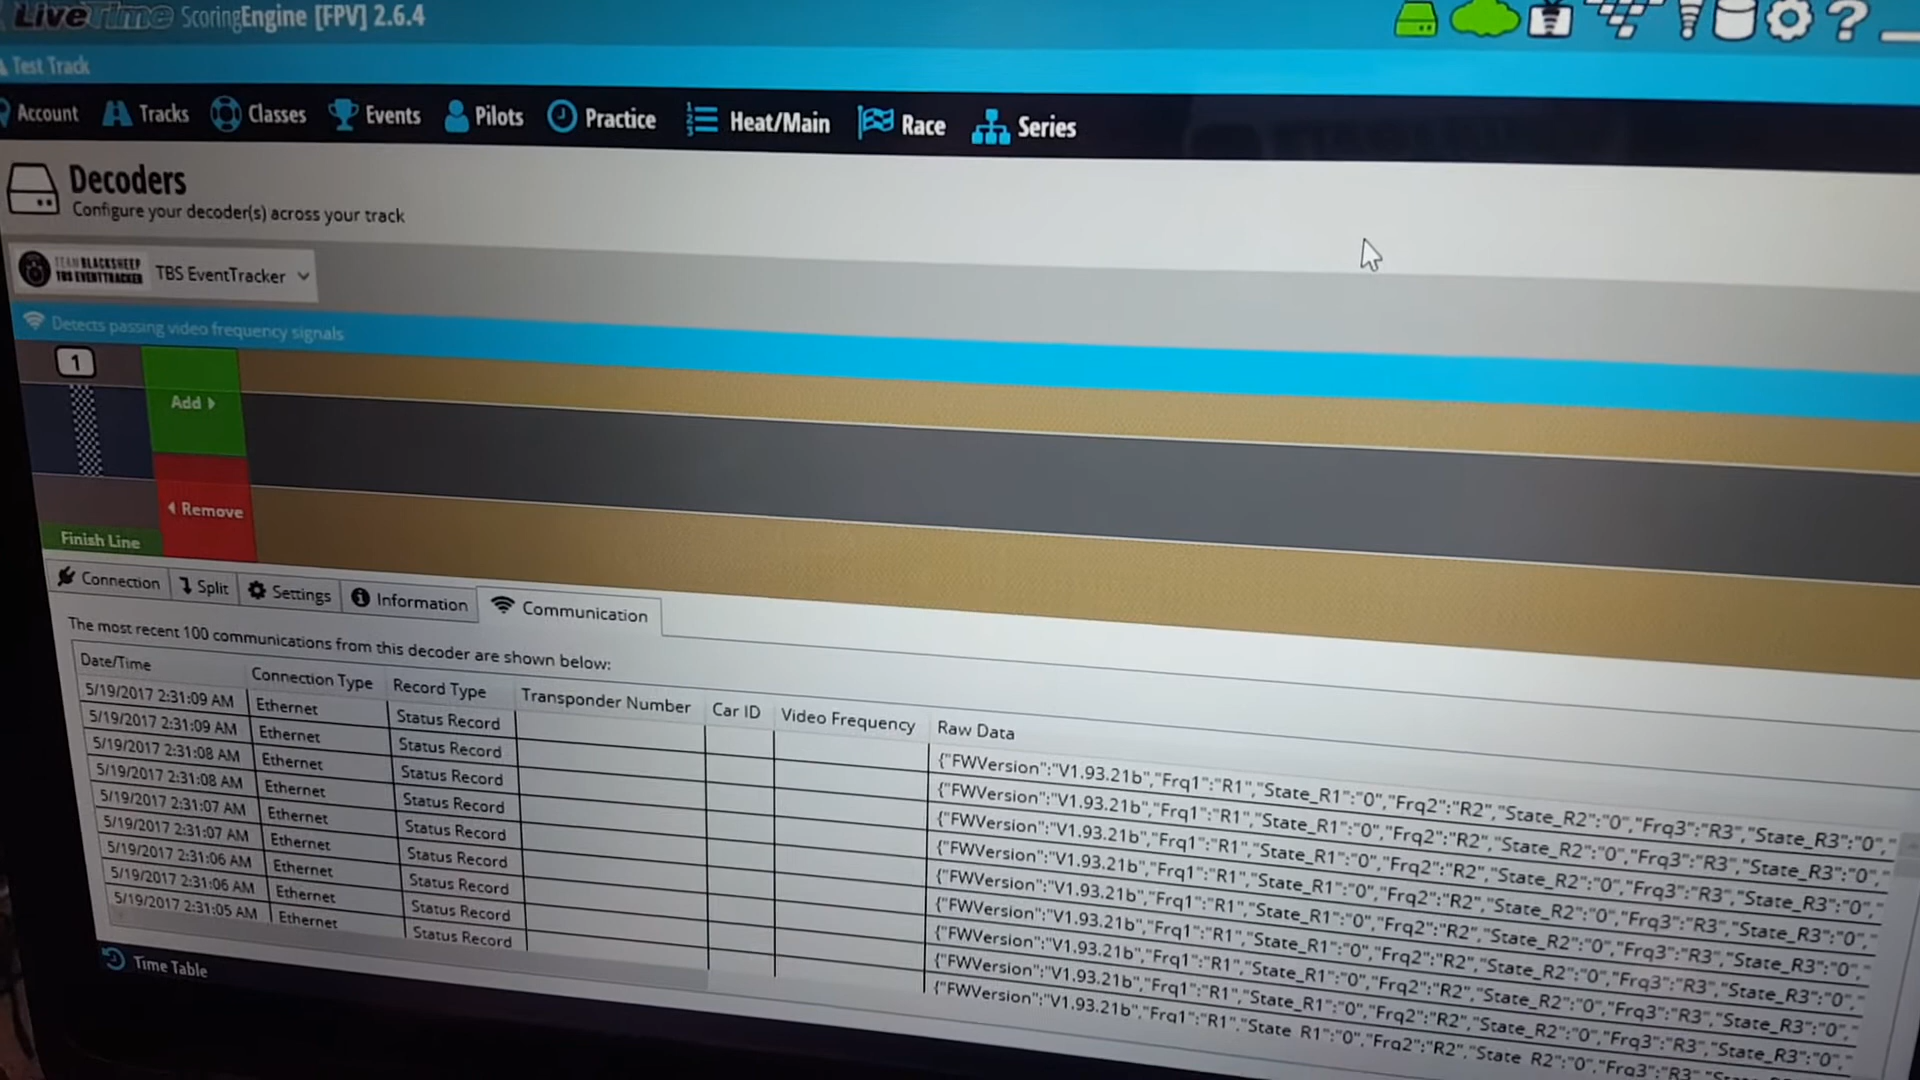 LiveTime ScoringEngine [FPV] 2.6.4
Test Track
Account Tracks Classes Events Pilots Practice Heat/Main Race Series
Decoders
Configure your decoder(s) across your track
TEAM BLACKSHEEP
TBS EVENTTRACKER
TBS EventTracker
Detects passing video frequency signals
1
Add
Remove
Finish Line
Connection Split Settings Information Communication
The most recent 100 communications from this decoder are shown below:
Date/Time Connection Type Record Type Transponder Number Car ID Video Frequency Raw Data
5/19/2017 2:31:09 AM Ethernet Status Record {"FWVersion":"V1.93.21b","Frq1":"R1","State_R1":"0","Frq2":"R2","State_R2":"0","Frq3":"R3","State_R3":"0",
5/19/2017 2:31:09 AM Ethernet Status Record {"FWVersion":"V1.93.21b","Frq1":"R1","State_R1":"0","Frq2":"R2","State_R2":"0","Frq3":"R3","State_R3":"0",
5/19/2017 2:31:08 AM Ethernet Status Record {"FWVersion":"V1.93.21b","Frq1":"R1","State_R1":"0","Frq2":"R2","State_R2":"0","Frq3":"R3","State_R3":"0",
5/19/2017 2:31:08 AM Ethernet Status Record {"FWVersion":"V1.93.21b","Frq1":"R1","State_R1":"0","Frq2":"R2","State_R2":"0","Frq3":"R3","State_R3":"0",
5/19/2017 2:31:07 AM Ethernet Status Record {"FWVersion":"V1.93.21b","Frq1":"R1","State_R1":"0","Frq2":"R2","State_R2":"0","Frq3":"R3","State_R3":"0",
5/19/2017 2:31:07 AM Ethernet Status Record {"FWVersion":"V1.93.21b","Frq1":"R1","State_R1":"0","Frq2":"R2","State_R2":"0","Frq3":"R3","State_R3":"0",
5/19/2017 2:31:06 AM Ethernet Status Record {"FWVersion":"V1.93.21b","Frq1":"R1","State_R1":"0","Frq2":"R2","State_R2":"0","Frq3":"R3","State_R3":"0",
5/19/2017 2:31:06 AM Ethernet Status Record {"FWVersion":"V1.93.21b","Frq1":"R1","State_R1":"0","Frq2":"R2","State_R2":"0","Frq3":"R3","State_R3":"0",
5/19/2017 2:31:05 AM Ethernet Status Record {"FWVersion":"V1.93.21b","Frq1":"R1","State_R1":"0","Frq2":"R2","State_R2":"0","Frq3":"R3"
Time Table